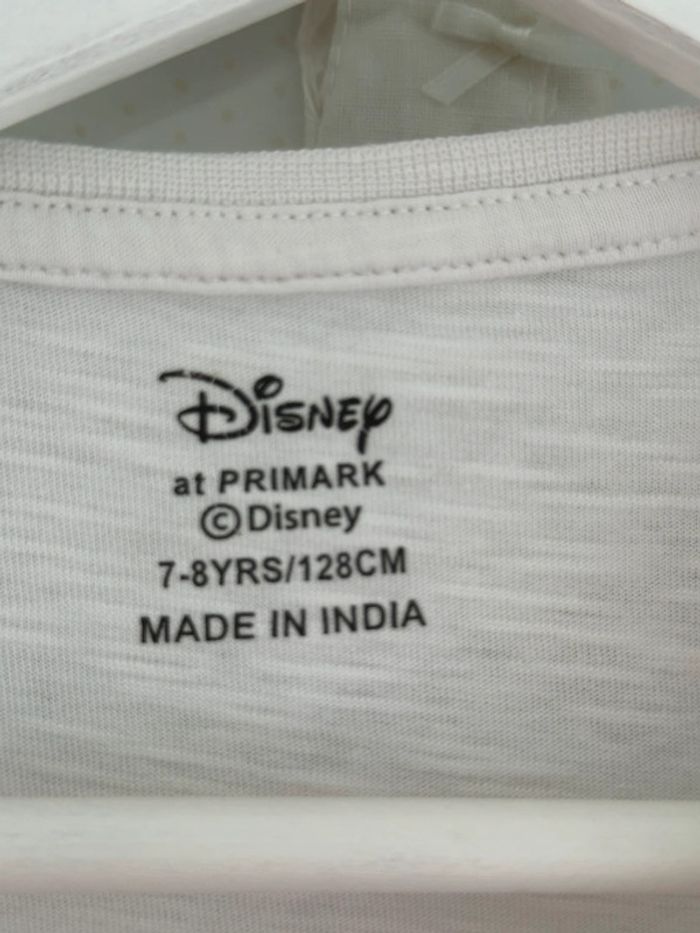 Disney
at PRIMARK
©Disney
7-8YRS/128CM
MADE IN INDIA